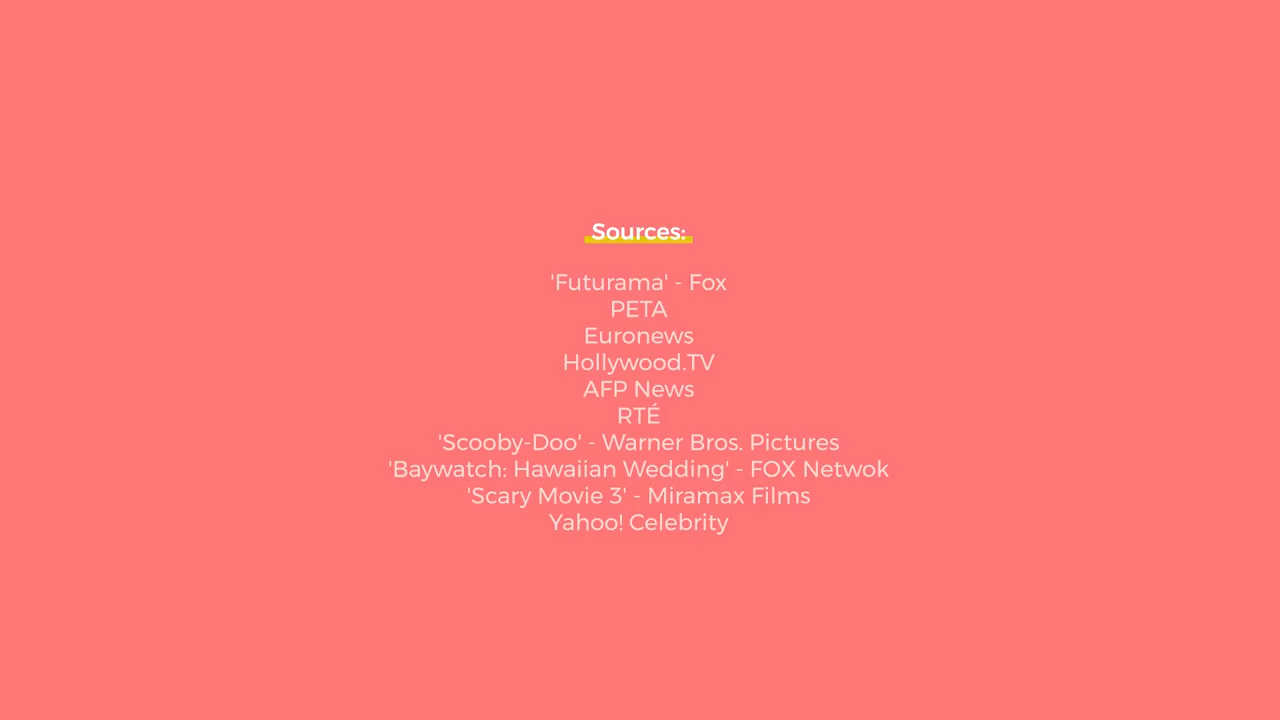 Sources:
'Futurama' - Fox
PETA
Euronews
Hollywood.TV
AFP News
RTÉ
'Scooby-Doo' - Warner Bros. Pictures
'Baywatch: Hawaiian Wedding' - FOX Netwok
'Scary Movie 3' - Miramax Films
Yahoo! Celebrity